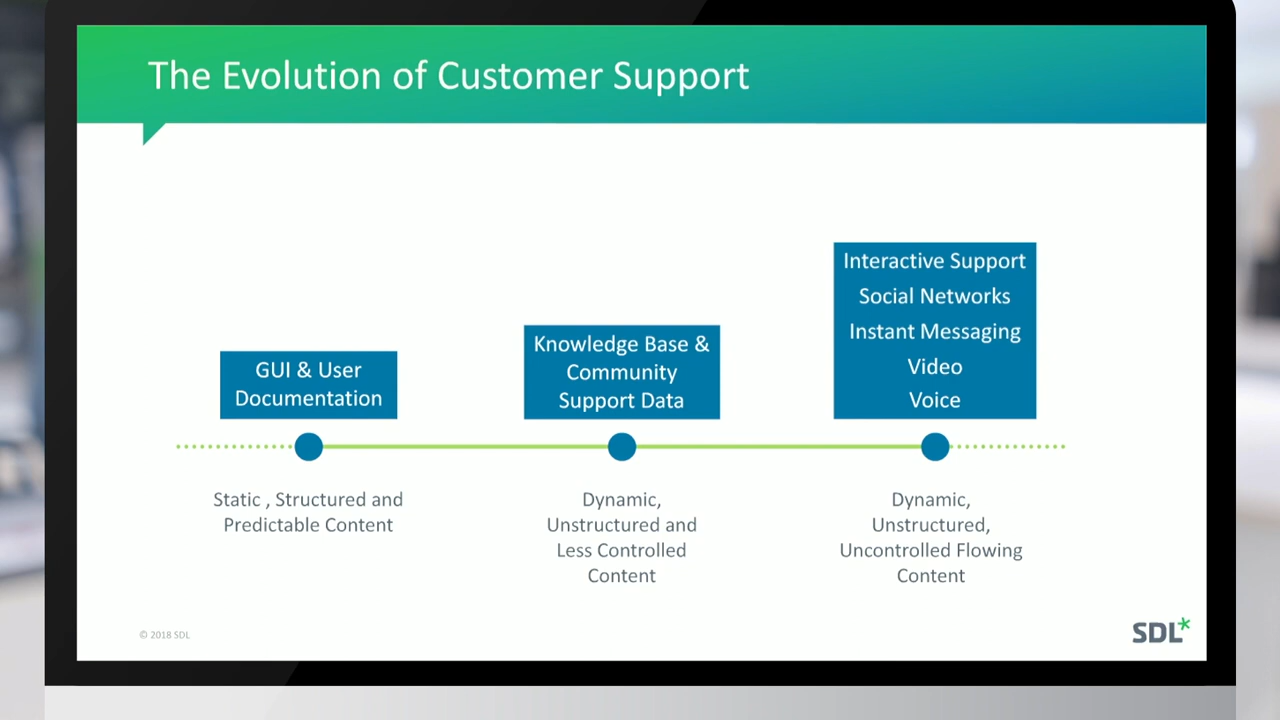 The Evolution of Customer Support
GUI & User
Documentation
Knowledge Base &
Community
Support Data
Interactive Support
Social Networks
Instant Messaging
Video
Voice
Static , Structured and
Predictable Content
Dynamic,
Unstructured and
Less Controlled
Content
Dynamic,
Unstructured,
Uncontrolled Flowing
Content
© 2018 SDL
SDL*